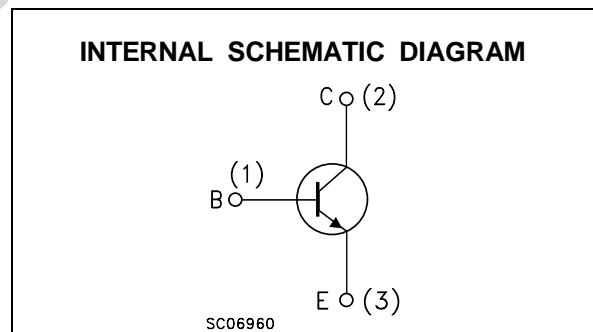 INTERNAL SCHEMATIC DIAGRAM
C (2)
(1)
B
E (3)
SC06960